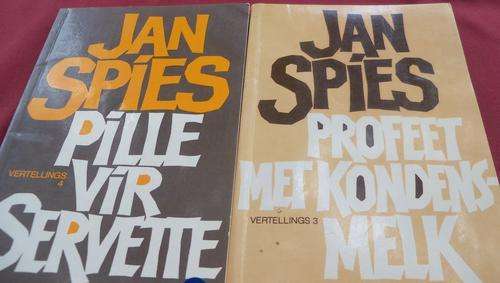 JAN
SPIES
PILLE
VERTELLINGS
4
VIR
SERVETTE
JAN
SPIES
PROFEET
MET KONDENS
VERTELLINGS 3
MELK